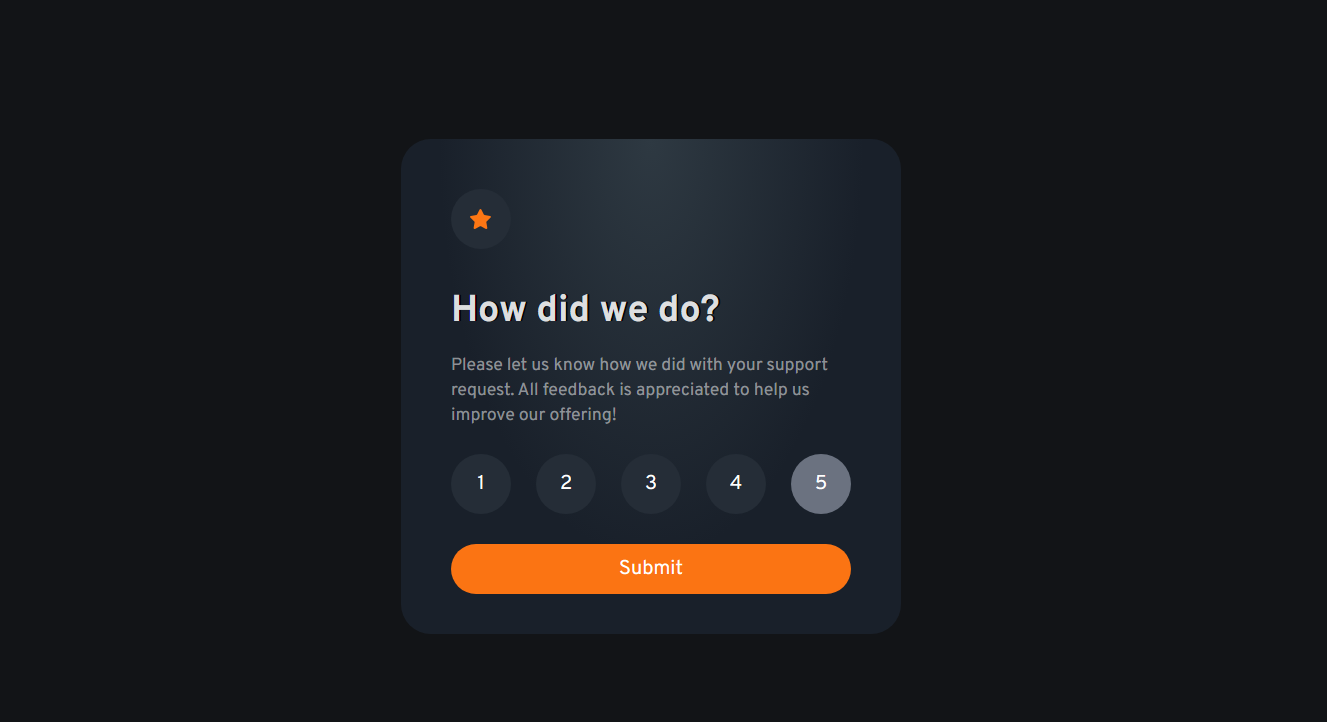 How did we do?
Please let us know how we did with your support
request. All feedback is appreciated to help us
improve our offering!
1 2 3 4 5
Submit